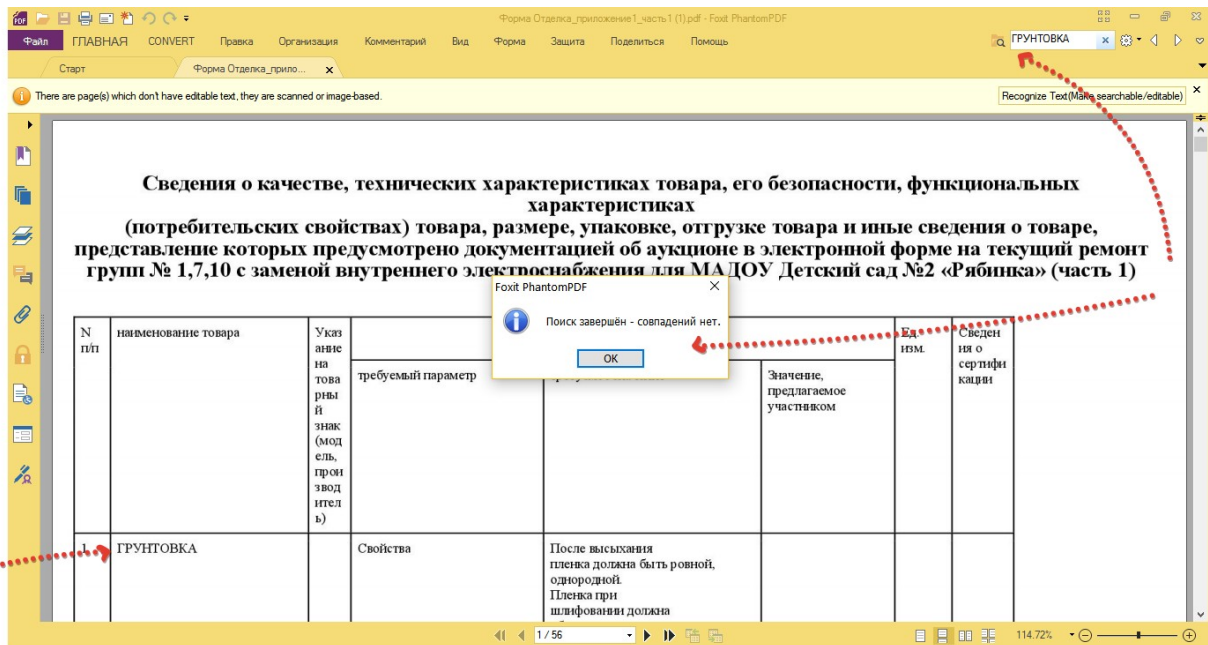 Форма Отделка_приложение1_часть1 (1).pdf - Foxit PhantomPDF
Файл ГЛАВНАЯ CONVERT Правка Организация Комментарий Вид Форма Защита Поделиться Помощь ГРУНТОВКА
Старт Форма Отделка_прило...
There are page(s) which don't have editable text, they are scanned or image-based. Recognize Text(Make searchable/editable)
Сведения о качестве, технических характеристиках товара, его безопасности, функциональных
характеристиках
(потребительских свойствах) товара, размере, упаковке, отгрузке товара и иные сведения о товаре,
представление которых предусмотрено документацией об аукционе в электронной форме на текущий ремонт
групп № 1,7,10 с заменой внутреннего электроснабжения для МАДОУ Детский сад №2 «Рябинка» (часть 1)
Foxit PhantomPDF
Поиск завершён - совпадений нет.
OK
N
п/п
наименование товара
Указ
ание
на
това
рны
й
знак
(мод
ель,
прои
звод
ител
ь)
требуемый параметр
Значение,
предлагаемое
участником
Ед.
изм.
Сведен
ия о
сертифи
кации
1 ГРУНТОВКА Свойства После высыхания
пленка должна быть ровной,
однородной.
Пленка при
шлифовании должна
1 / 56 114.72%